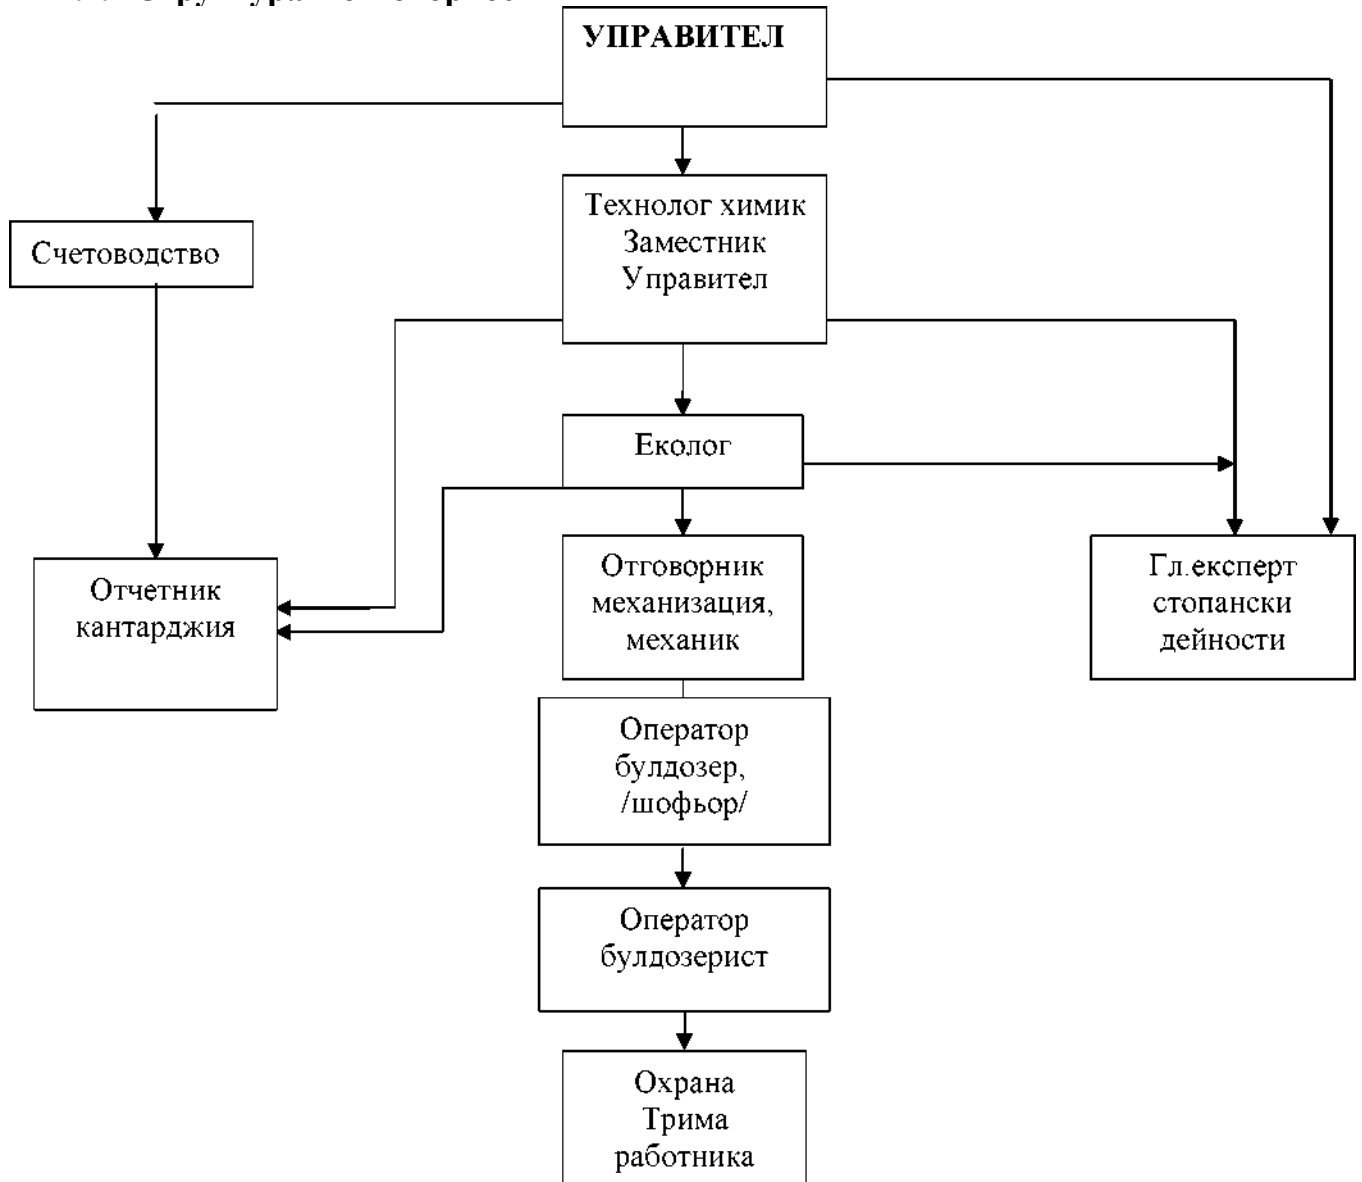 УПРАВИТЕЛ
Технолог химик
Заместник
Управител
Счетоводство
Еколог
Отчетник
кантарджия
Отговорник
механизация,
механик
Гл.експерт
стопански
дейности
Оператор
булдозер,
/шофьор/
Оператор
булдозерист
Охрана
Трима
работника